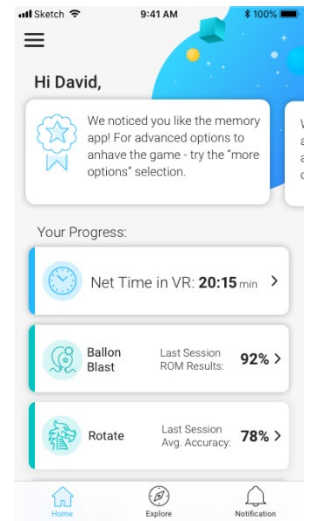 Sketch 9:41 AM 100%
Hi David,
We noticed you like the memory
app! For advanced options to
anhave the game - try the "more
options" selection.
Your Progress:
Net Time in VR: 20:15 min
Ballon
Blast
Last Session
ROM Results:
92%
Rotate
Last Session
Avg. Accuracy:
78%
Home Explore Notification